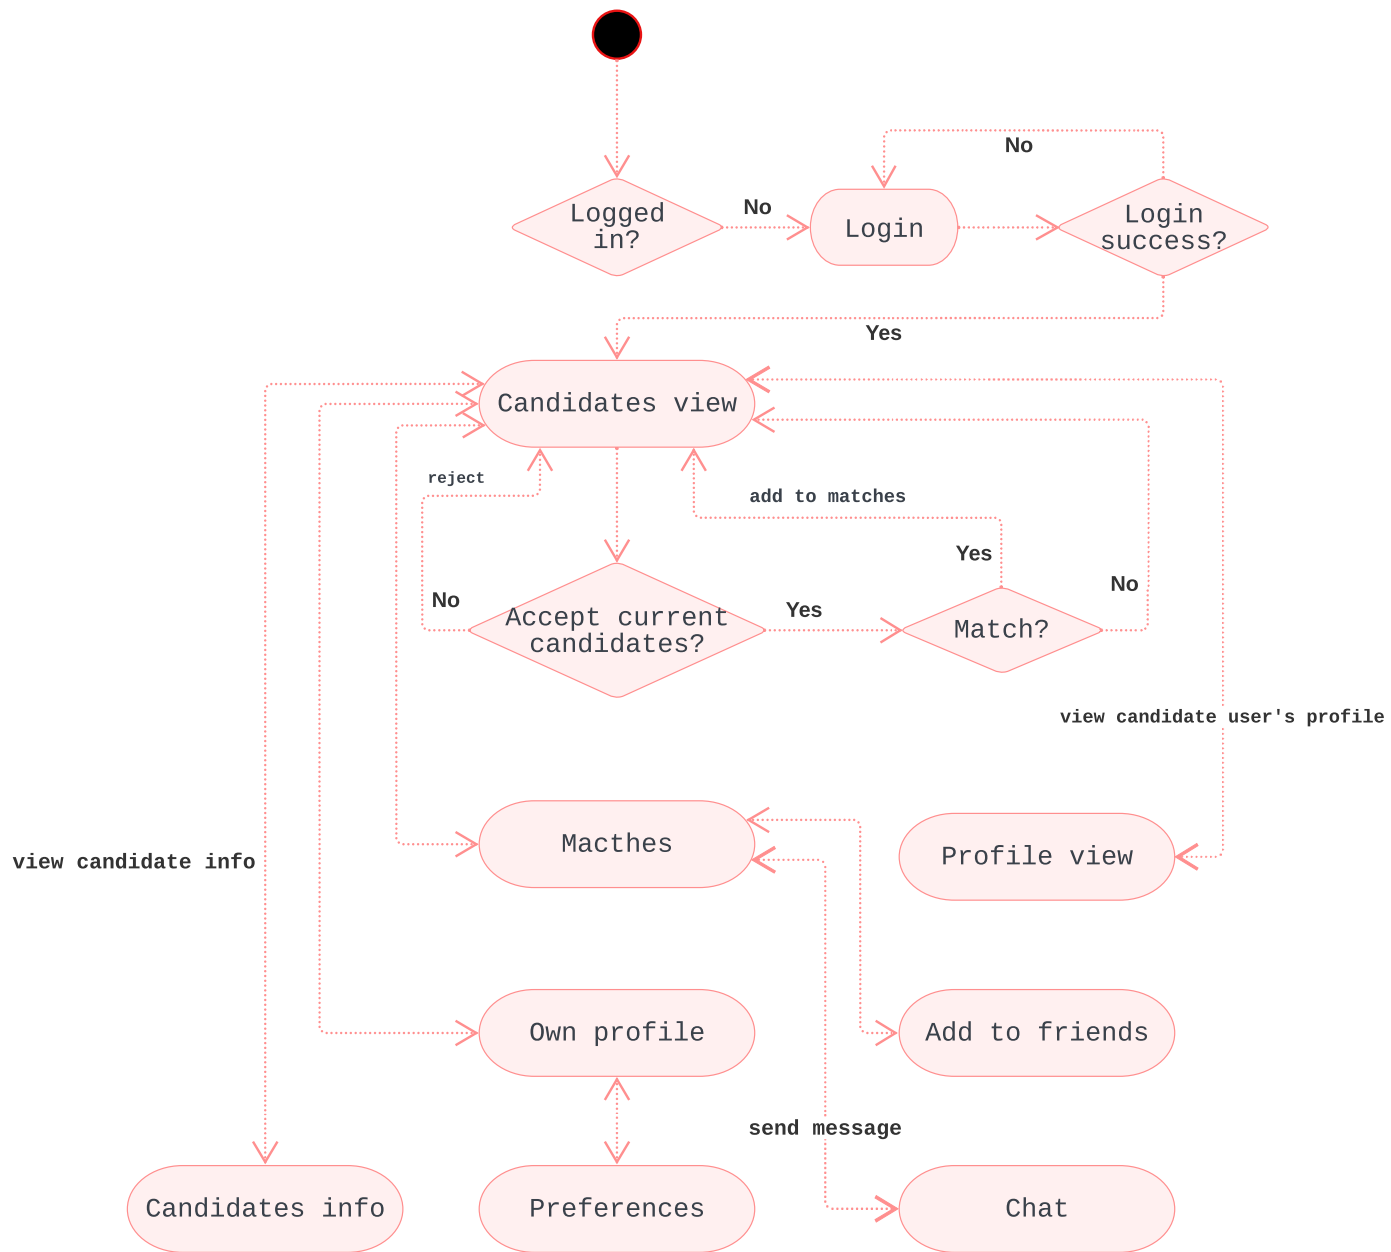 No
Logged
in?
No
Login
Login
success?
Yes
Candidates view
reject
add to matches
Yes
No
No
Yes
Accept current
candidates?
Match?
view candidate user's profile
Macthes
Profile view
view candidate info
Own profile
Add to friends
send message
Candidates info
Preferences
Chat